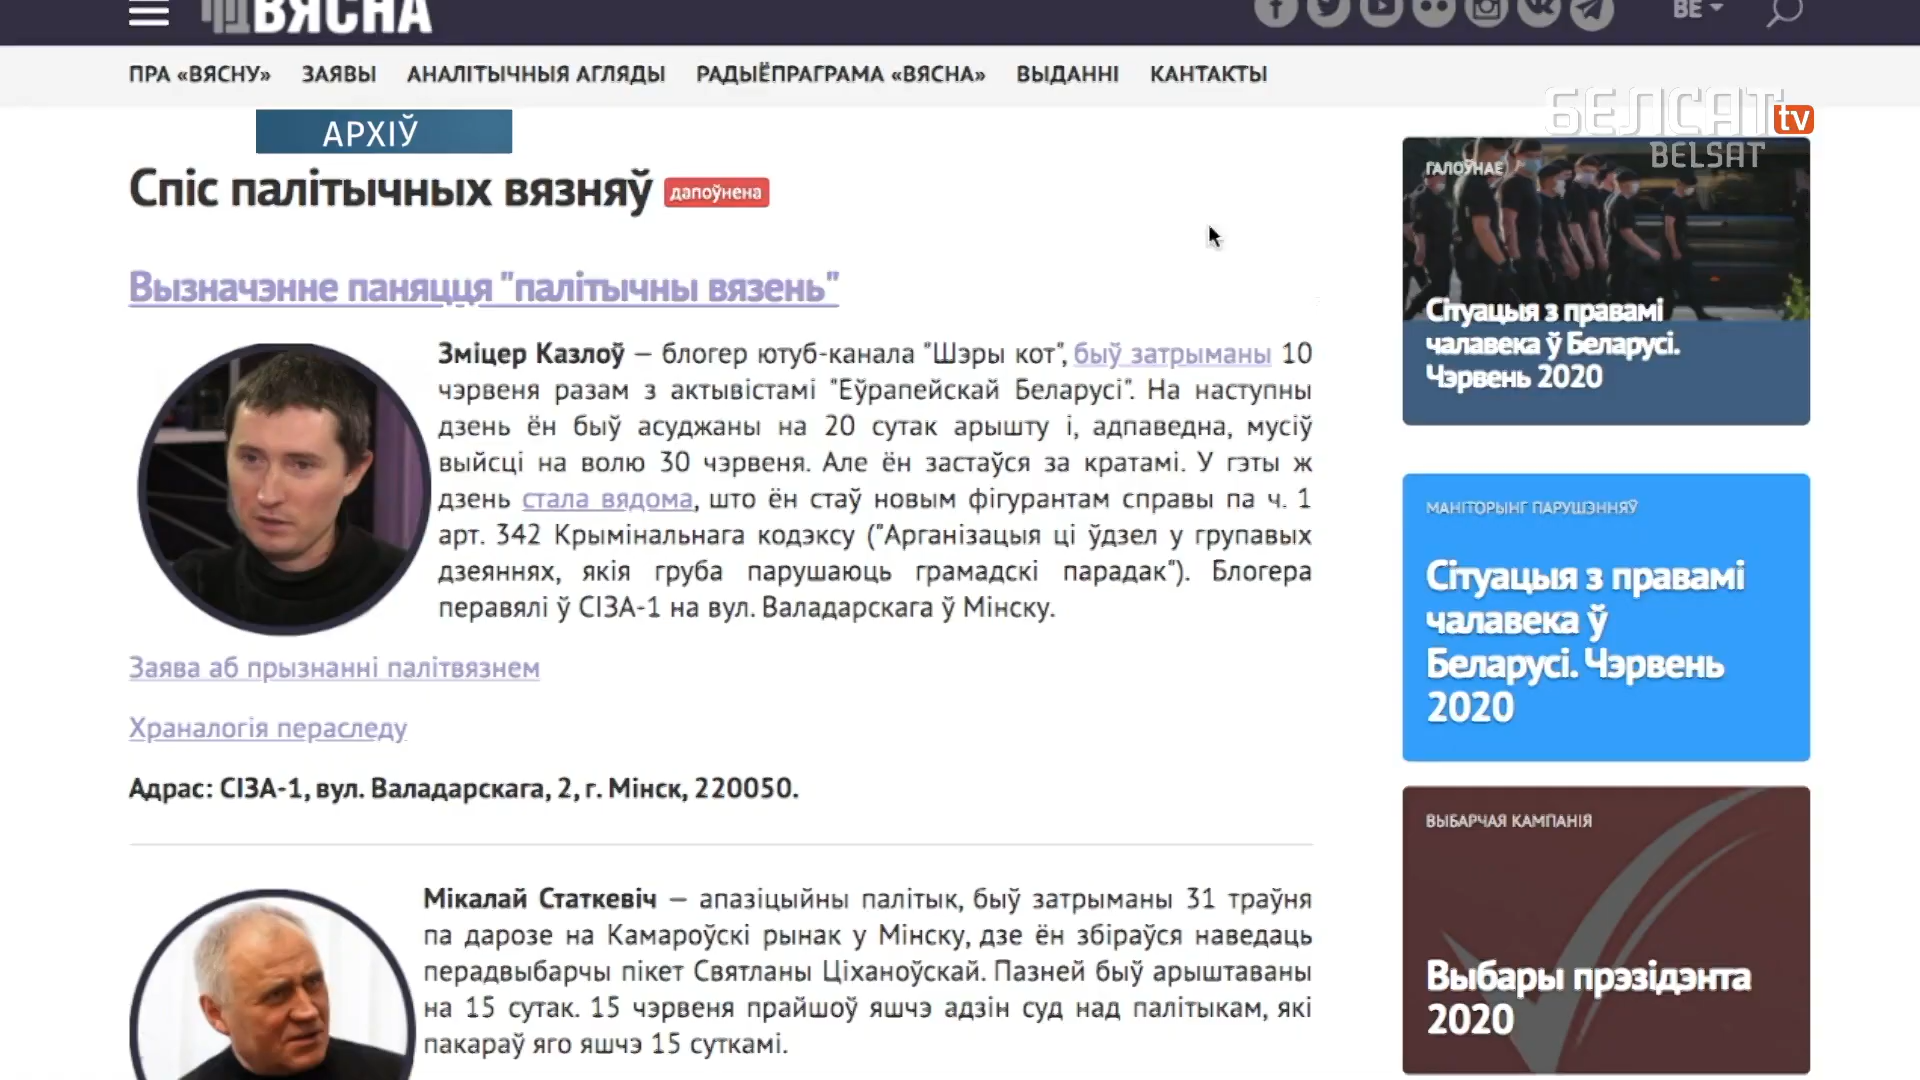 ВЯСНА
BE
ПРА «ВЯСНУ» ЗАЯВЫ АНАЛІТЫЧНЫЯ АГЛЯДЫ РАДЫЁПРАГРАМА «ВЯСНА» ВЫДАННІ КАНТАКТЫ
БЕЛСАТ tv
BELSAT
АРХІЎ
Спіс палітычных вязняў дапоўнена
Вызначэнне паняцця "палітычны вязень"
Зміцер Казлоў – блогер ютуб-канала "Шэры кот", быў затрыманы 10
чэрвеня разам з актывістамі "Еўрапейскай Беларусі". На наступны
дзень ён быў асуджаны на 20 сутак арышту і, адпаведна, мусіў
выйсці на волю 30 чэрвеня. Але ён застаўся за кратамі. У гэты ж
дзень стала вядома, што ён стаў новым фігурантам справы па ч. 1
арт. 342 Крымінальнага кодэксу ("Арганізацыя ці ўдзел у групавых
дзеяннях, якія груба парушаюць грамадскі парадак"). Блогера
перавялі ў СІЗА-1 на вул. Валадарскага ў Мінску.
Заява аб прызнанні палітвязнем
Храналогія пераследу
Адрас: СІЗА-1, вул. Валадарскага, 2, г. Мінск, 220050.
Мікалай Статкевіч – апазіцыйны палітык, быў затрыманы 31 траўня
па дарозе на Камароўскі рынак у Мінску, дзе ён збіраўся наведаць
перадвыбарчы пікет Святланы Ціханоўскай. Пазней быў арыштаваны
на 15 сутак. 15 чэрвеня прайшоў яшчэ адзін суд над палітыкам, які
пакараў яго яшчэ 15 суткамі.
ГАЛОЎНАЕ
Сітуацыя з правамі
чалавека ў Беларусі.
Чэрвень 2020
МАНІТОРЫНГ ПАРУШЭННЯЎ
Сітуацыя з правамі
чалавека ў
Беларусі. Чэрвень
2020
ВЫБАРЧАЯ КАМПАНІЯ
Выбары прэзідэнта
2020